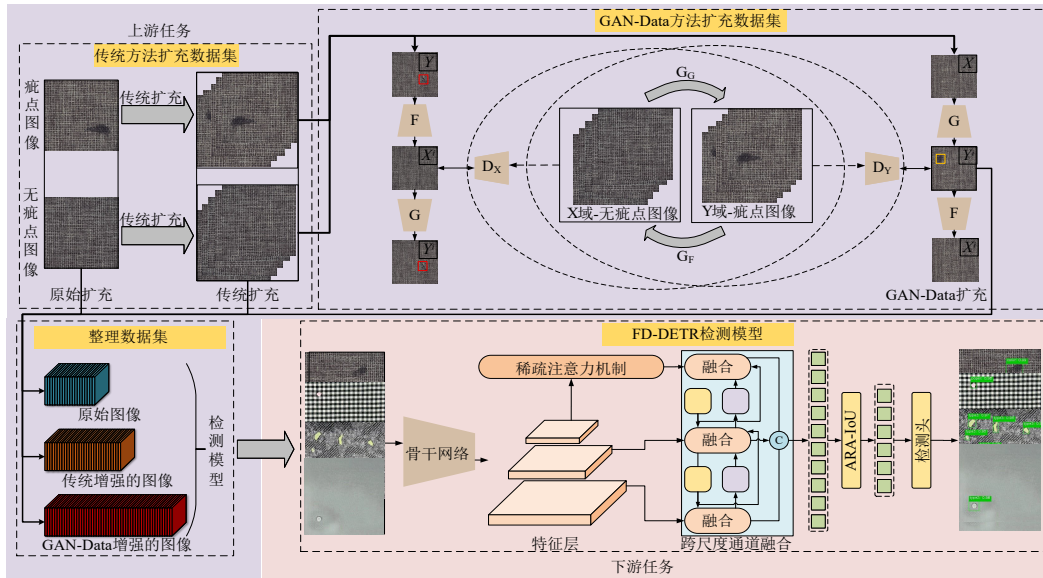 上游任务
传统方法扩充数据集
疵点图像
传统扩充
无疵点图像
传统扩充
原始扩充
传统扩充
GAN-Data方法扩充数据集
Y
F
X'
G
Y'
D_X
G_G
X域-无疵点图像
Y域-疵点图像
G_F
D_Y
X
G
Y'
F
X'
GAN-Data扩充
整理数据集
原始图像
传统增强的图像
GAN-Data增强的图像
检测模型
FD-DETR检测模型
骨干网络
稀疏注意力机制
特征层
融合
融合
融合
C
跨尺度通道融合
ARA-IoU
检测头
下游任务